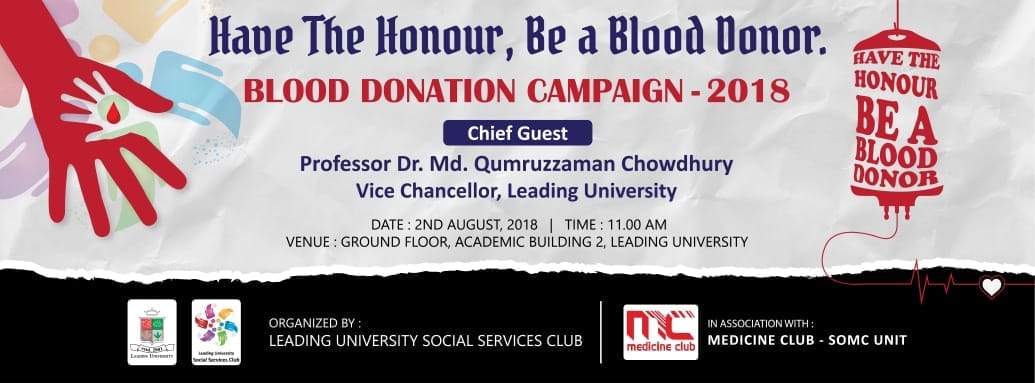 Have The Honour, Be a Blood Donor.
BLOOD DONATION CAMPAIGN - 2018
Chief Guest
Professor Dr. Md. Qumruzzaman Chowdhury
Vice Chancellor, Leading University
DATE : 2ND AUGUST, 2018 | TIME : 11.00 AM
VENUE : GROUND FLOOR, ACADEMIC BUILDING 2, LEADING UNIVERSITY
HAVE THE
HONOUR
BE A
BLOOD
DONOR
LEADING UNIVERSITY
Leading University
Social Services Club
ORGANIZED BY :
LEADING UNIVERSITY SOCIAL SERVICES CLUB
mc
medicine club
IN ASSOCIATION WITH :
MEDICINE CLUB - SOMC UNIT